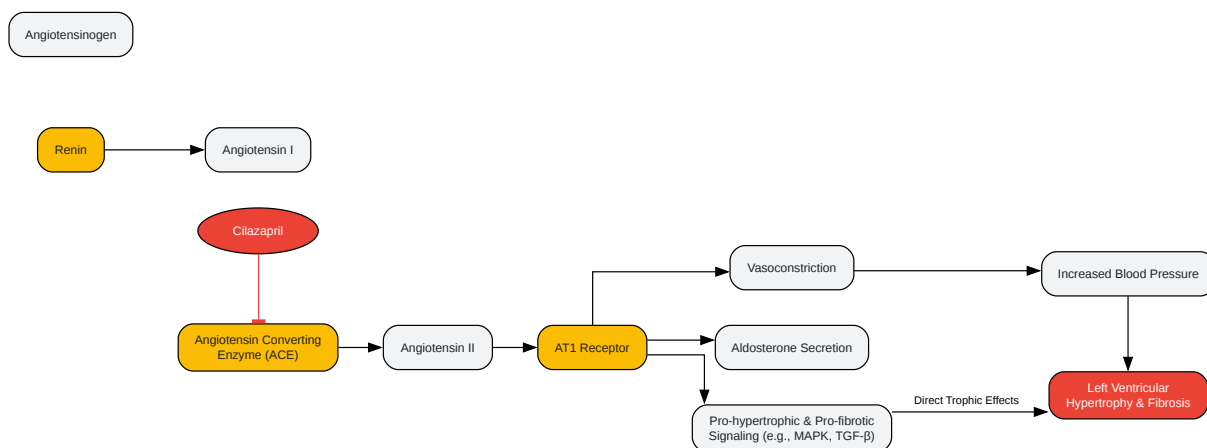 Angiotensinogen
Renin
Angiotensin I
Cilazapril
Vasoconstriction
Increased Blood Pressure
Angiotensin Converting
Enzyme (ACE)
Angiotensin II
AT1 Receptor
Aldosterone Secretion
Left Ventricular
Hypertrophy & Fibrosis
Direct Trophic Effects
Pro-hypertrophic & Pro-fibrotic
Signaling (e.g., MAPK, TGF-β)